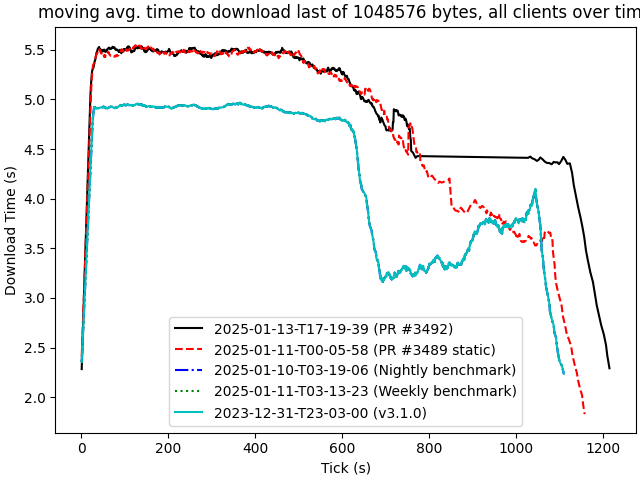 moving avg. time to download last of 1048576 bytes, all clients over tim
Download Time (s)
5.5
5.0
4.5
4.0
3.5
3.0
2.5
2.0
2025-01-13-T17-19-39 (PR #3492)
2025-01-11-T00-05-58 (PR #3489 static)
2025-01-10-T03-19-06 (Nightly benchmark)
2025-01-11-T03-13-23 (Weekly benchmark)
2023-12-31-T23-03-00 (v3.1.0)
0 200 400 600 800 1000 1200
Tick (s)